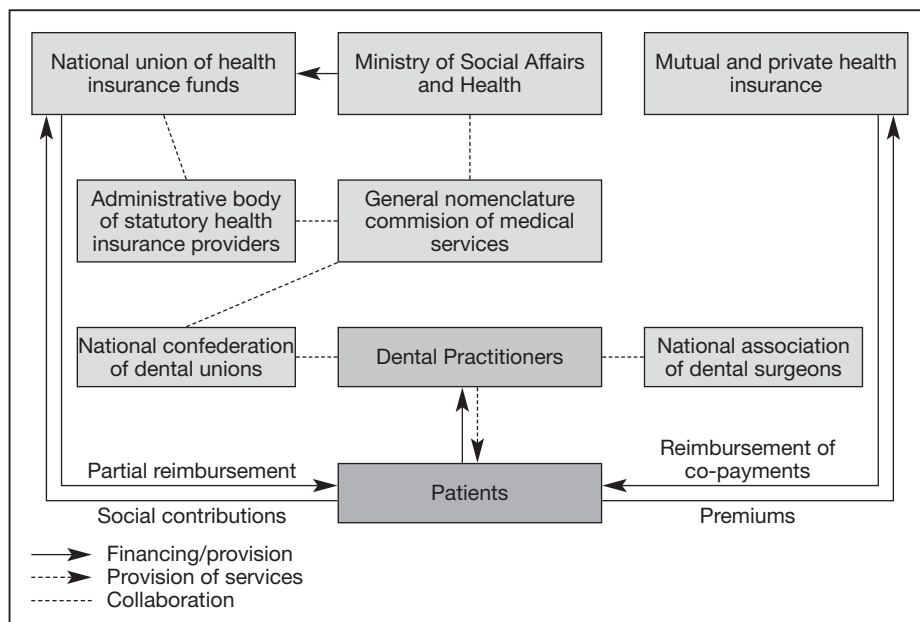 National union of health
insurance funds
Ministry of Social Affairs
and Health
Mutual and private health
insurance
Administrative body
of statutory health
insurance providers
General nomenclature
commision of medical
services
National confederation
of dental unions
Dental Practitioners
National association
of dental surgeons
Partial reimbursement
Social contributions
Patients
Reimbursement of
co-payments
Premiums
Financing/provision
Provision of services
Collaboration